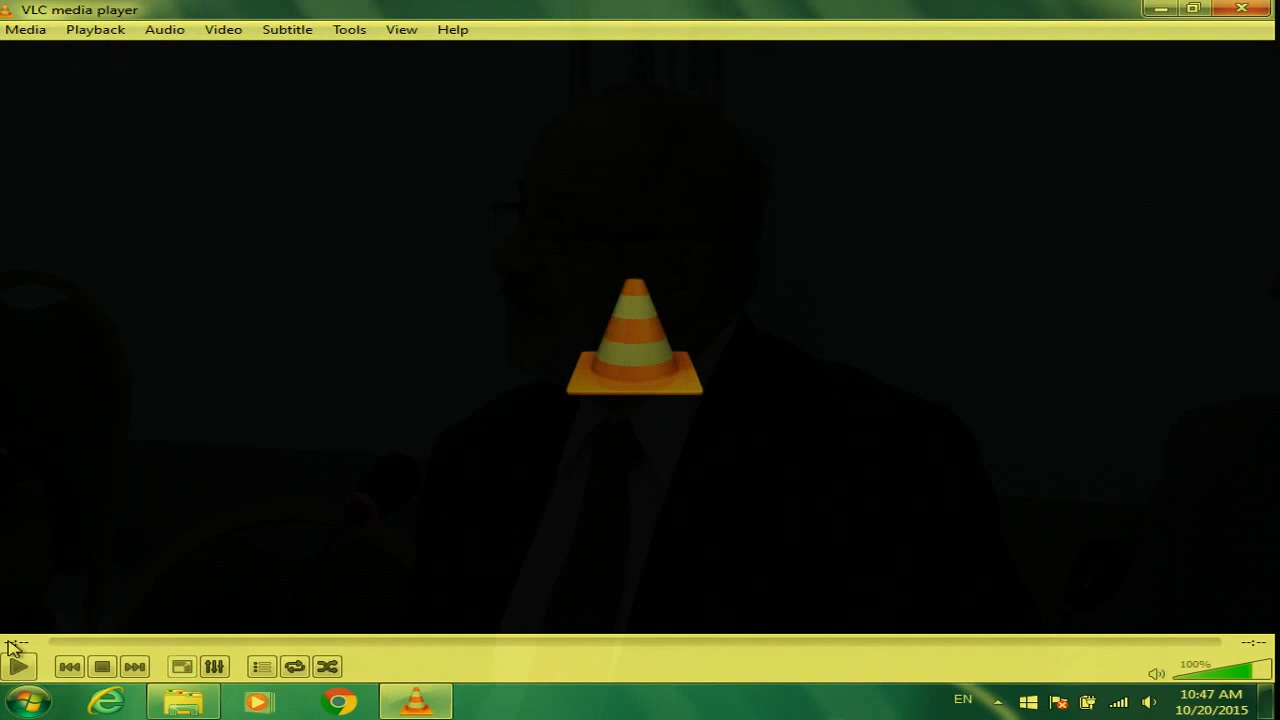 VLC media player
Media Playback Audio Video Subtitle Tools View Help
--:-- --:--
100%
EN
10:47 AM
10/20/2015